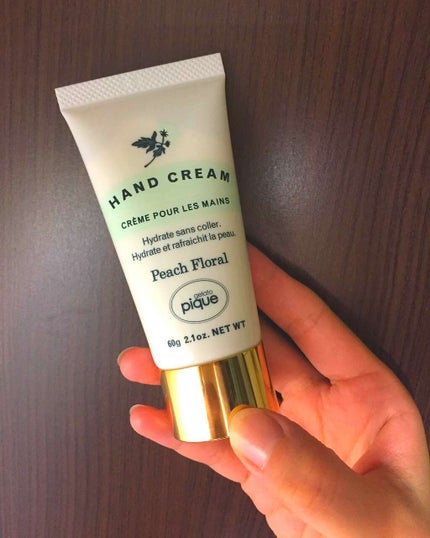 HAND CREAM
CRÈME POUR LES MAINS
Hydrate sans coller.
Hydrate et rafraichit la peau.
Peach Floral
gelato
pique
60g 2.1oz. NET WT